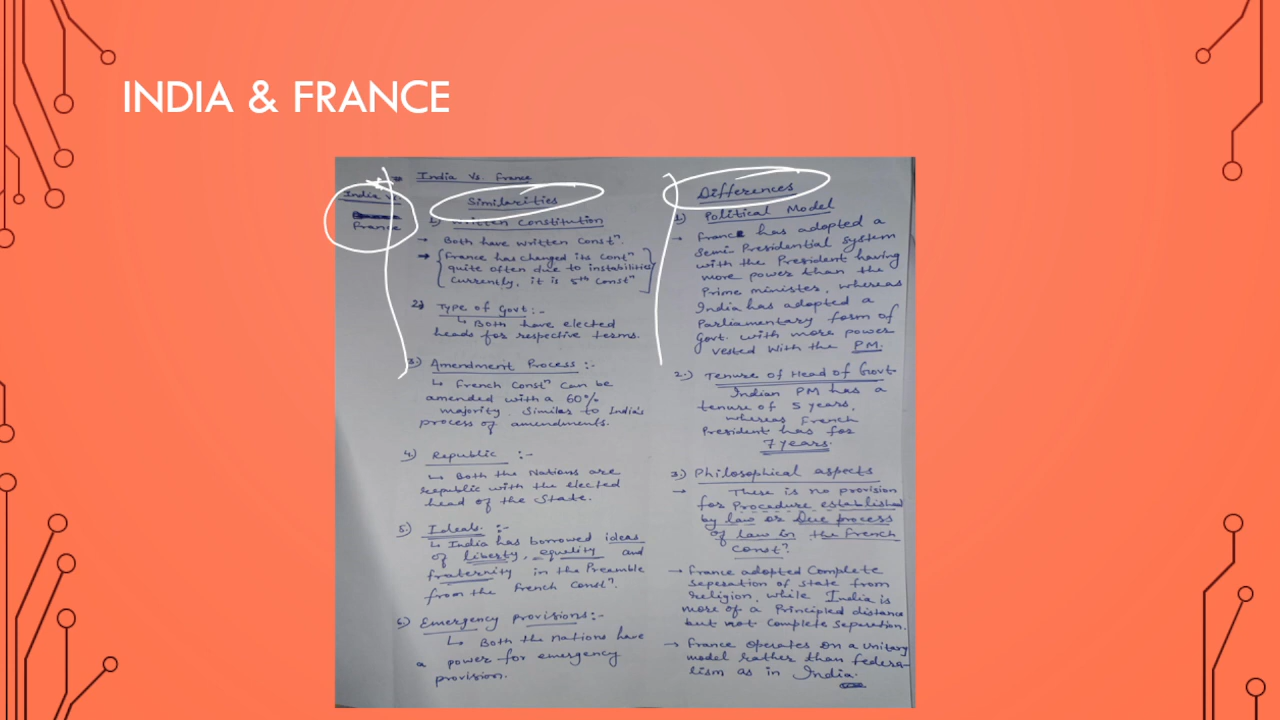 INDIA & FRANCE
India Vs. France
India Vs.
France
Similarities
1) Written Constitution
→ Both have written Constⁿ.
→ France has changed its Contⁿ
quite often due to instabilities
Currently, it is 5th Constⁿ
2) Type of Govt :-
↳ Both have elected
heads for respective terms.
3) Amendment Process :-
↳ French Constⁿ can be
amended with a 60%
majority. Similar to India's
process of amendments.
4) Republic :-
↳ Both the Nations are
republic with the elected
head of the State.
5) Ideals :-
↳ India has borrowed ideas
of liberty, equality and
fraternity in the Preamble
from the French Constⁿ.
6) Emergency provisions :-
↳ Both the nations have
a power for emergency
provision.
Differences
1) Political Model
→ France has adopted a
Semi-Presidential system
with the President having
more power than the
Prime minister, whereas
India has adopted a
Parliamentary form of
Govt. with more power
vested with the PM.
2.) Tenure of Head of Govt
Indian PM has a
tenure of 5 years,
whereas French
President has for
7 years.
3) Philosophical aspects
→ There is no provision
for Procedure established
by law or Due process
of law in the French
Constⁿ.
→ France adopted Complete
seperation of state from
religion, while India is
more of a Principled distance
but not Complete Seperation.
→ France operates on a unitary
model rather than federa-
lism as in India.